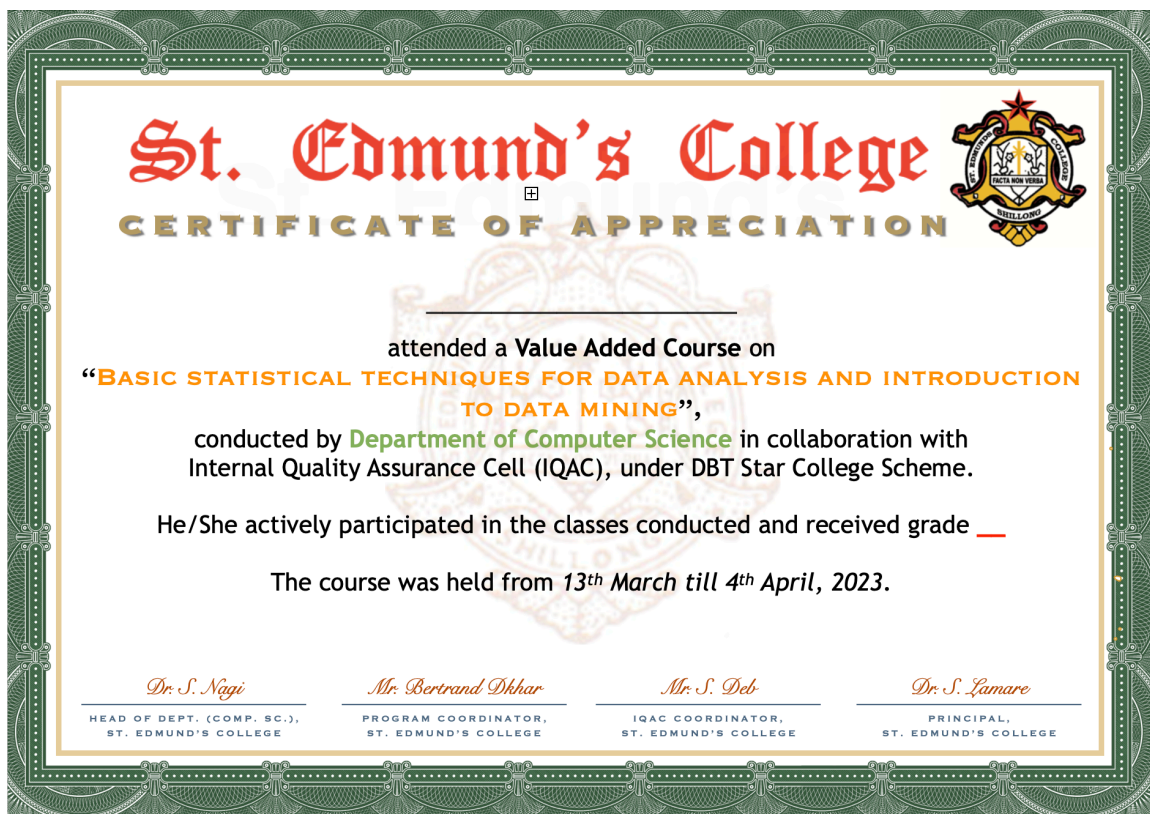 St. Edmund's College
ST. EDMUNDS COLLEGE
FACTA NON VERBA
SHILLONG
CERTIFICATE OF APPRECIATION
attended a Value Added Course on
“BASIC STATISTICAL TECHNIQUES FOR DATA ANALYSIS AND INTRODUCTION
TO DATA MINING”,
conducted by Department of Computer Science in collaboration with
Internal Quality Assurance Cell (IQAC), under DBT Star College Scheme.
He/She actively participated in the classes conducted and received grade __
SHILLONG
The course was held from 13th March till 4th April, 2023.
Dr. S. Nagi
HEAD OF DEPT. (COMP. SC.),
ST. EDMUND'S COLLEGE
Mr. Bertrand Dkhar
PROGRAM COORDINATOR,
ST. EDMUND'S COLLEGE
Mr. S. Deb
IQAC COORDINATOR,
ST. EDMUND'S COLLEGE
Dr. S. Lamare
PRINCIPAL,
ST. EDMUND'S COLLEGE